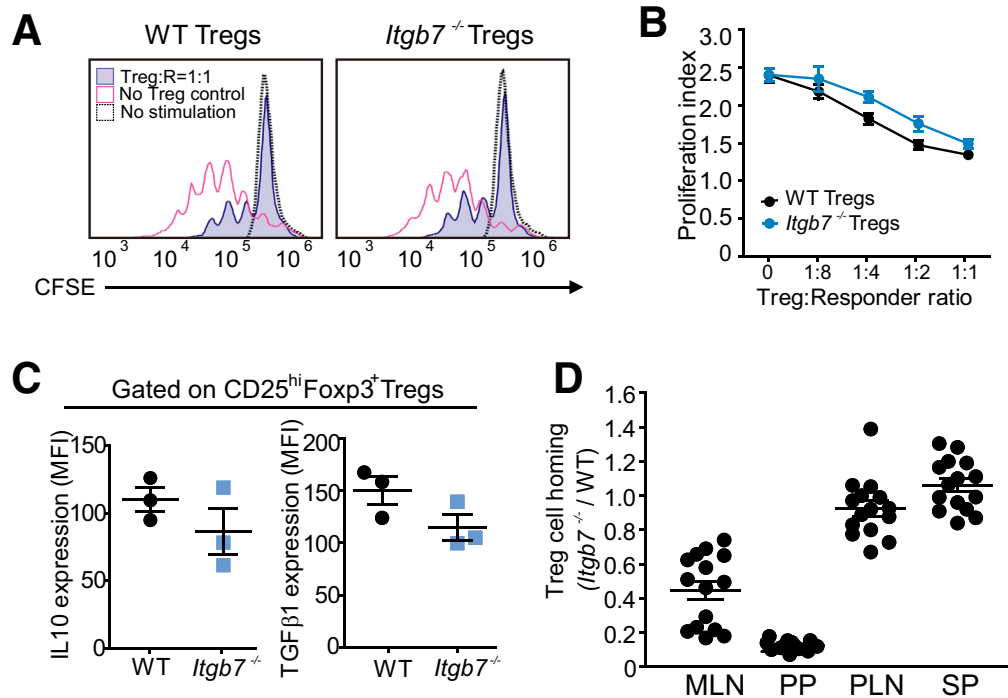 A
WT Tregs
Itgb7 -/- Tregs
Treg:R=1:1
No Treg control
No stimulation
10 3 10 4 10 5 10 6
10 3 10 4 10 5 10 6
CFSE
B
Proliferation index
3.0
2.5
2.0
1.5
1.0
0.5
0
WT Tregs
Itgb7 -/- Tregs
0 1:8 1:4 1:2 1:1
Treg:Responder ratio
C
Gated on CD25hiFoxp3+Tregs
IL10 expression (MFI)
150
100
50
0
WT Itgb7 -/-
TGFβ1 expression (MFI)
200
150
100
50
0
WT Itgb7 -/-
D
Treg cell homing
(Itgb7 -/- / WT)
1.6
1.4
1.2
1.0
0.8
0.6
0.4
0.2
0
MLN PP PLN SP